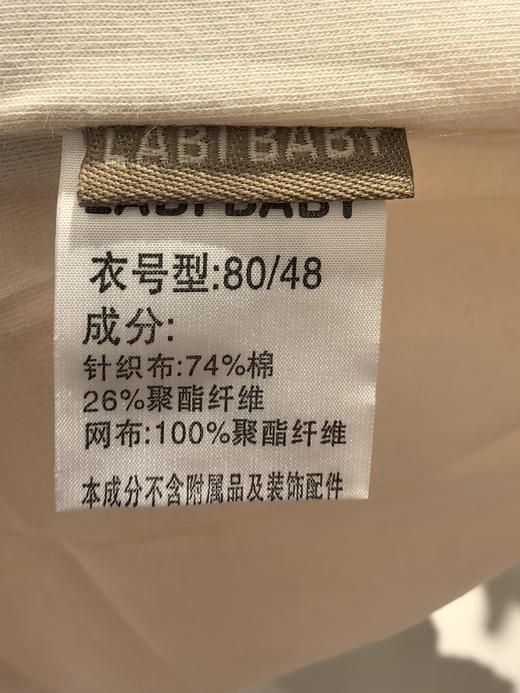 LABI BABY
LABI BABY
衣号型:80/48
成分:
针织布:74%棉
26%聚酯纤维
网布:100%聚酯纤维
本成分不含附属品及装饰配件